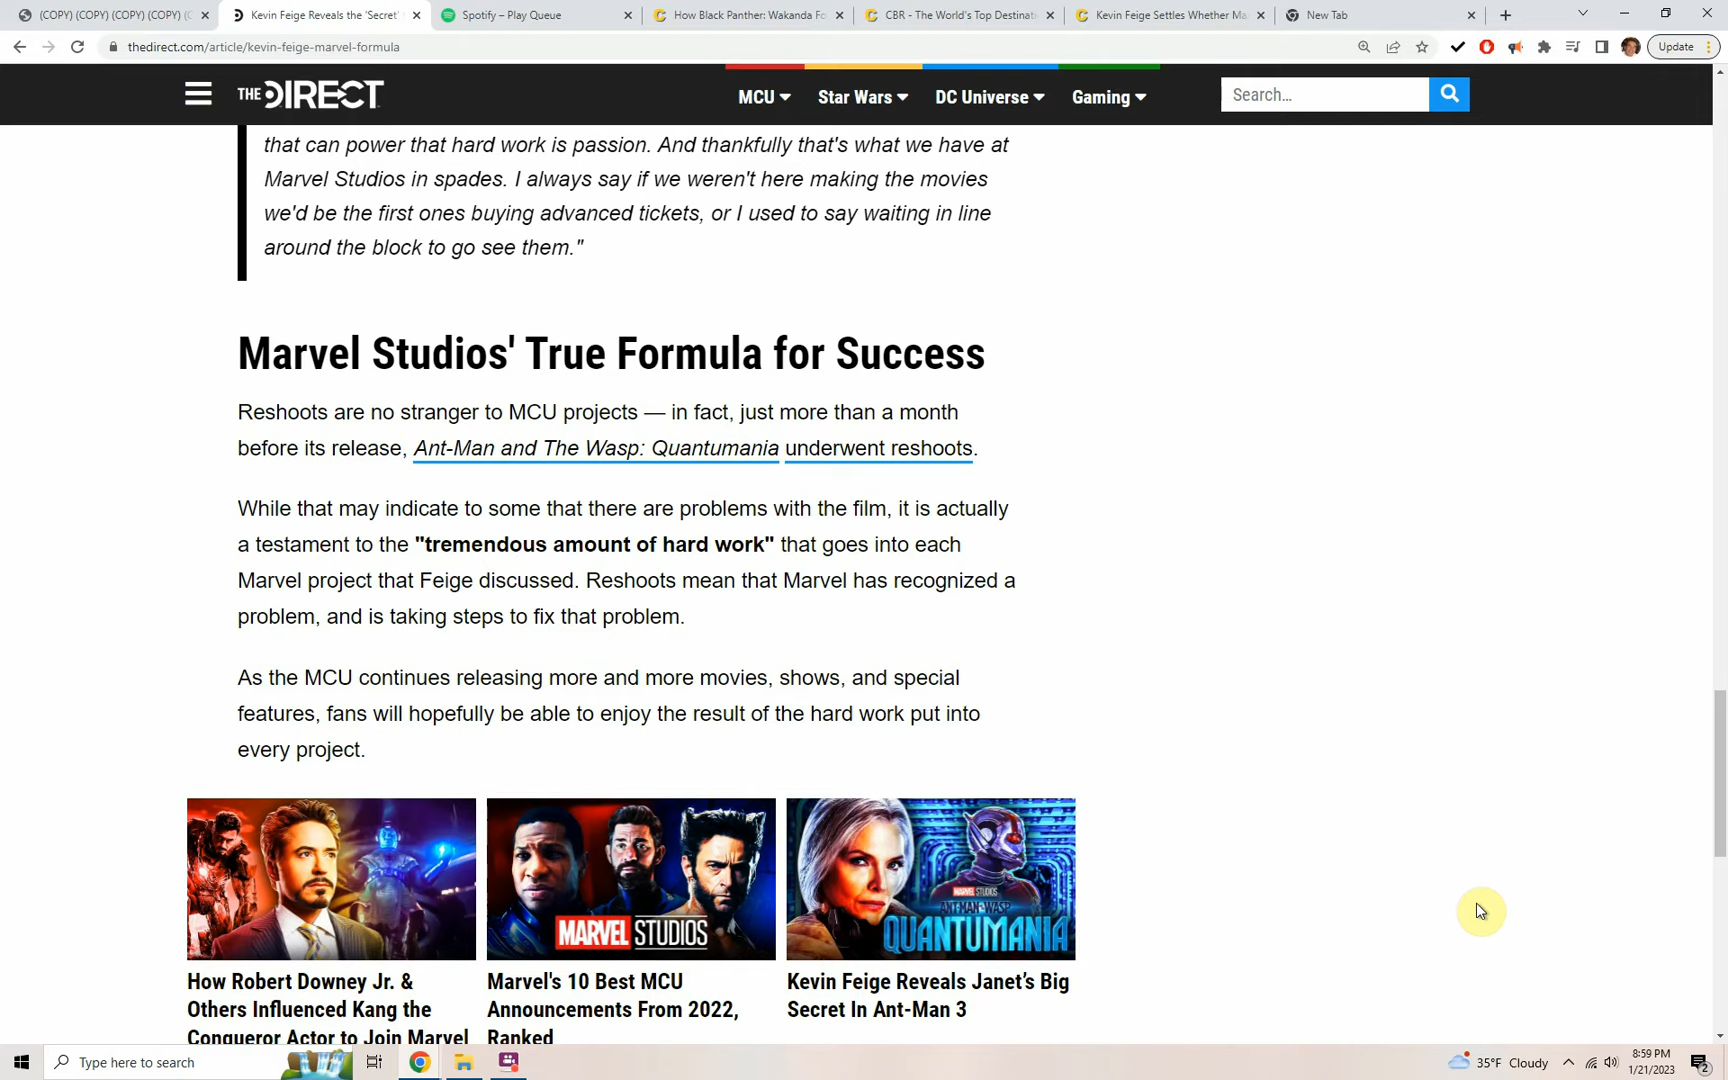 (COPY) (COPY) (COPY) (COPY) (C
Kevin Feige Reveals the 'Secret'
Spotify – Play Queue
How Black Panther: Wakanda Fo
CBR - The World's Top Destinati
Kevin Feige Settles Whether Ma
New Tab
thedirect.com/article/kevin-feige-marvel-formula
Update
THE DIRECT
MCU
Star Wars
DC Universe
Gaming
Search...
that can power that hard work is passion. And thankfully that's what we have at
Marvel Studios in spades. I always say if we weren't here making the movies
we'd be the first ones buying advanced tickets, or I used to say waiting in line
around the block to go see them."
Marvel Studios' True Formula for Success
Reshoots are no stranger to MCU projects — in fact, just more than a month
before its release, Ant-Man and The Wasp: Quantumania underwent reshoots.
While that may indicate to some that there are problems with the film, it is actually
a testament to the "tremendous amount of hard work" that goes into each
Marvel project that Feige discussed. Reshoots mean that Marvel has recognized a
problem, and is taking steps to fix that problem.
As the MCU continues releasing more and more movies, shows, and special
features, fans will hopefully be able to enjoy the result of the hard work put into
every project.
MARVEL STUDIOS
MARVEL STUDIOS
ANT-MAN AND THE WASP
QUANTUMANIA
How Robert Downey Jr. &
Others Influenced Kang the
Conqueror Actor to Join Marvel
Marvel's 10 Best MCU
Announcements From 2022,
Ranked
Kevin Feige Reveals Janet's Big
Secret In Ant-Man 3
Type here to search
35°F Cloudy
8:59 PM
1/21/2023
2